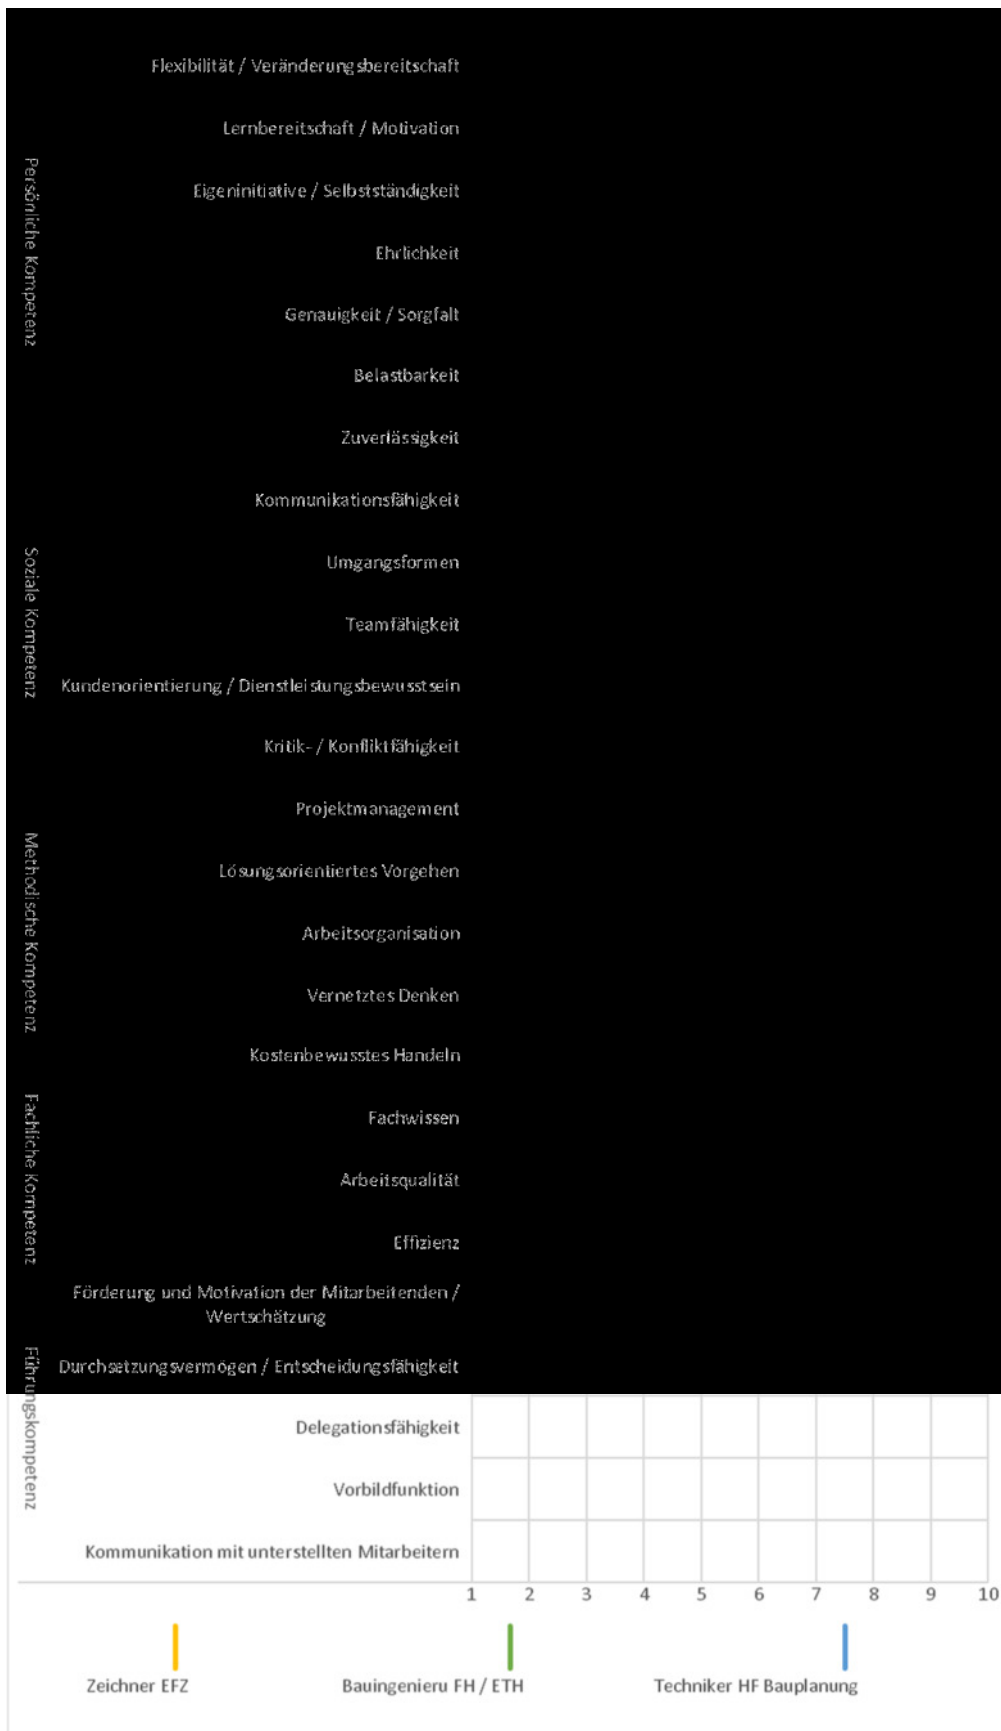 Persönliche Kompetenz
Flexibilität / Veränderungsbereitschaft
Lernbereitschaft / Motivation
Eigeninitiative / Selbstständigkeit
Ehrlichkeit
Genauigkeit / Sorgfalt
Belastbarkeit
Zuverlässigkeit
Soziale Kompetenz
Kommunikationsfähigkeit
Umgangsformen
Teamfähigkeit
Kundenorientierung / Dienstleistungsbewusstsein
Kritik- / Konfliktfähigkeit
Methodische Kompetenz
Projektmanagement
Lösungsorientiertes Vorgehen
Arbeitsorganisation
Vernetztes Denken
Kostenbewusstes Handeln
Fachliche Kompetenz
Fachwissen
Arbeitsqualität
Effizienz
Führungskompetenz
Förderung und Motivation der Mitarbeitenden /
Wertschätzung
Durchsetzungsvermögen / Entscheidungsfähigkeit
Delegationsfähigkeit
Vorbildfunktion
Kommunikation mit unterstellten Mitarbeitern
1 2 3 4 5 6 7 8 9 10
Zeichner EFZ Bauingenieru FH / ETH Techniker HF Bauplanung